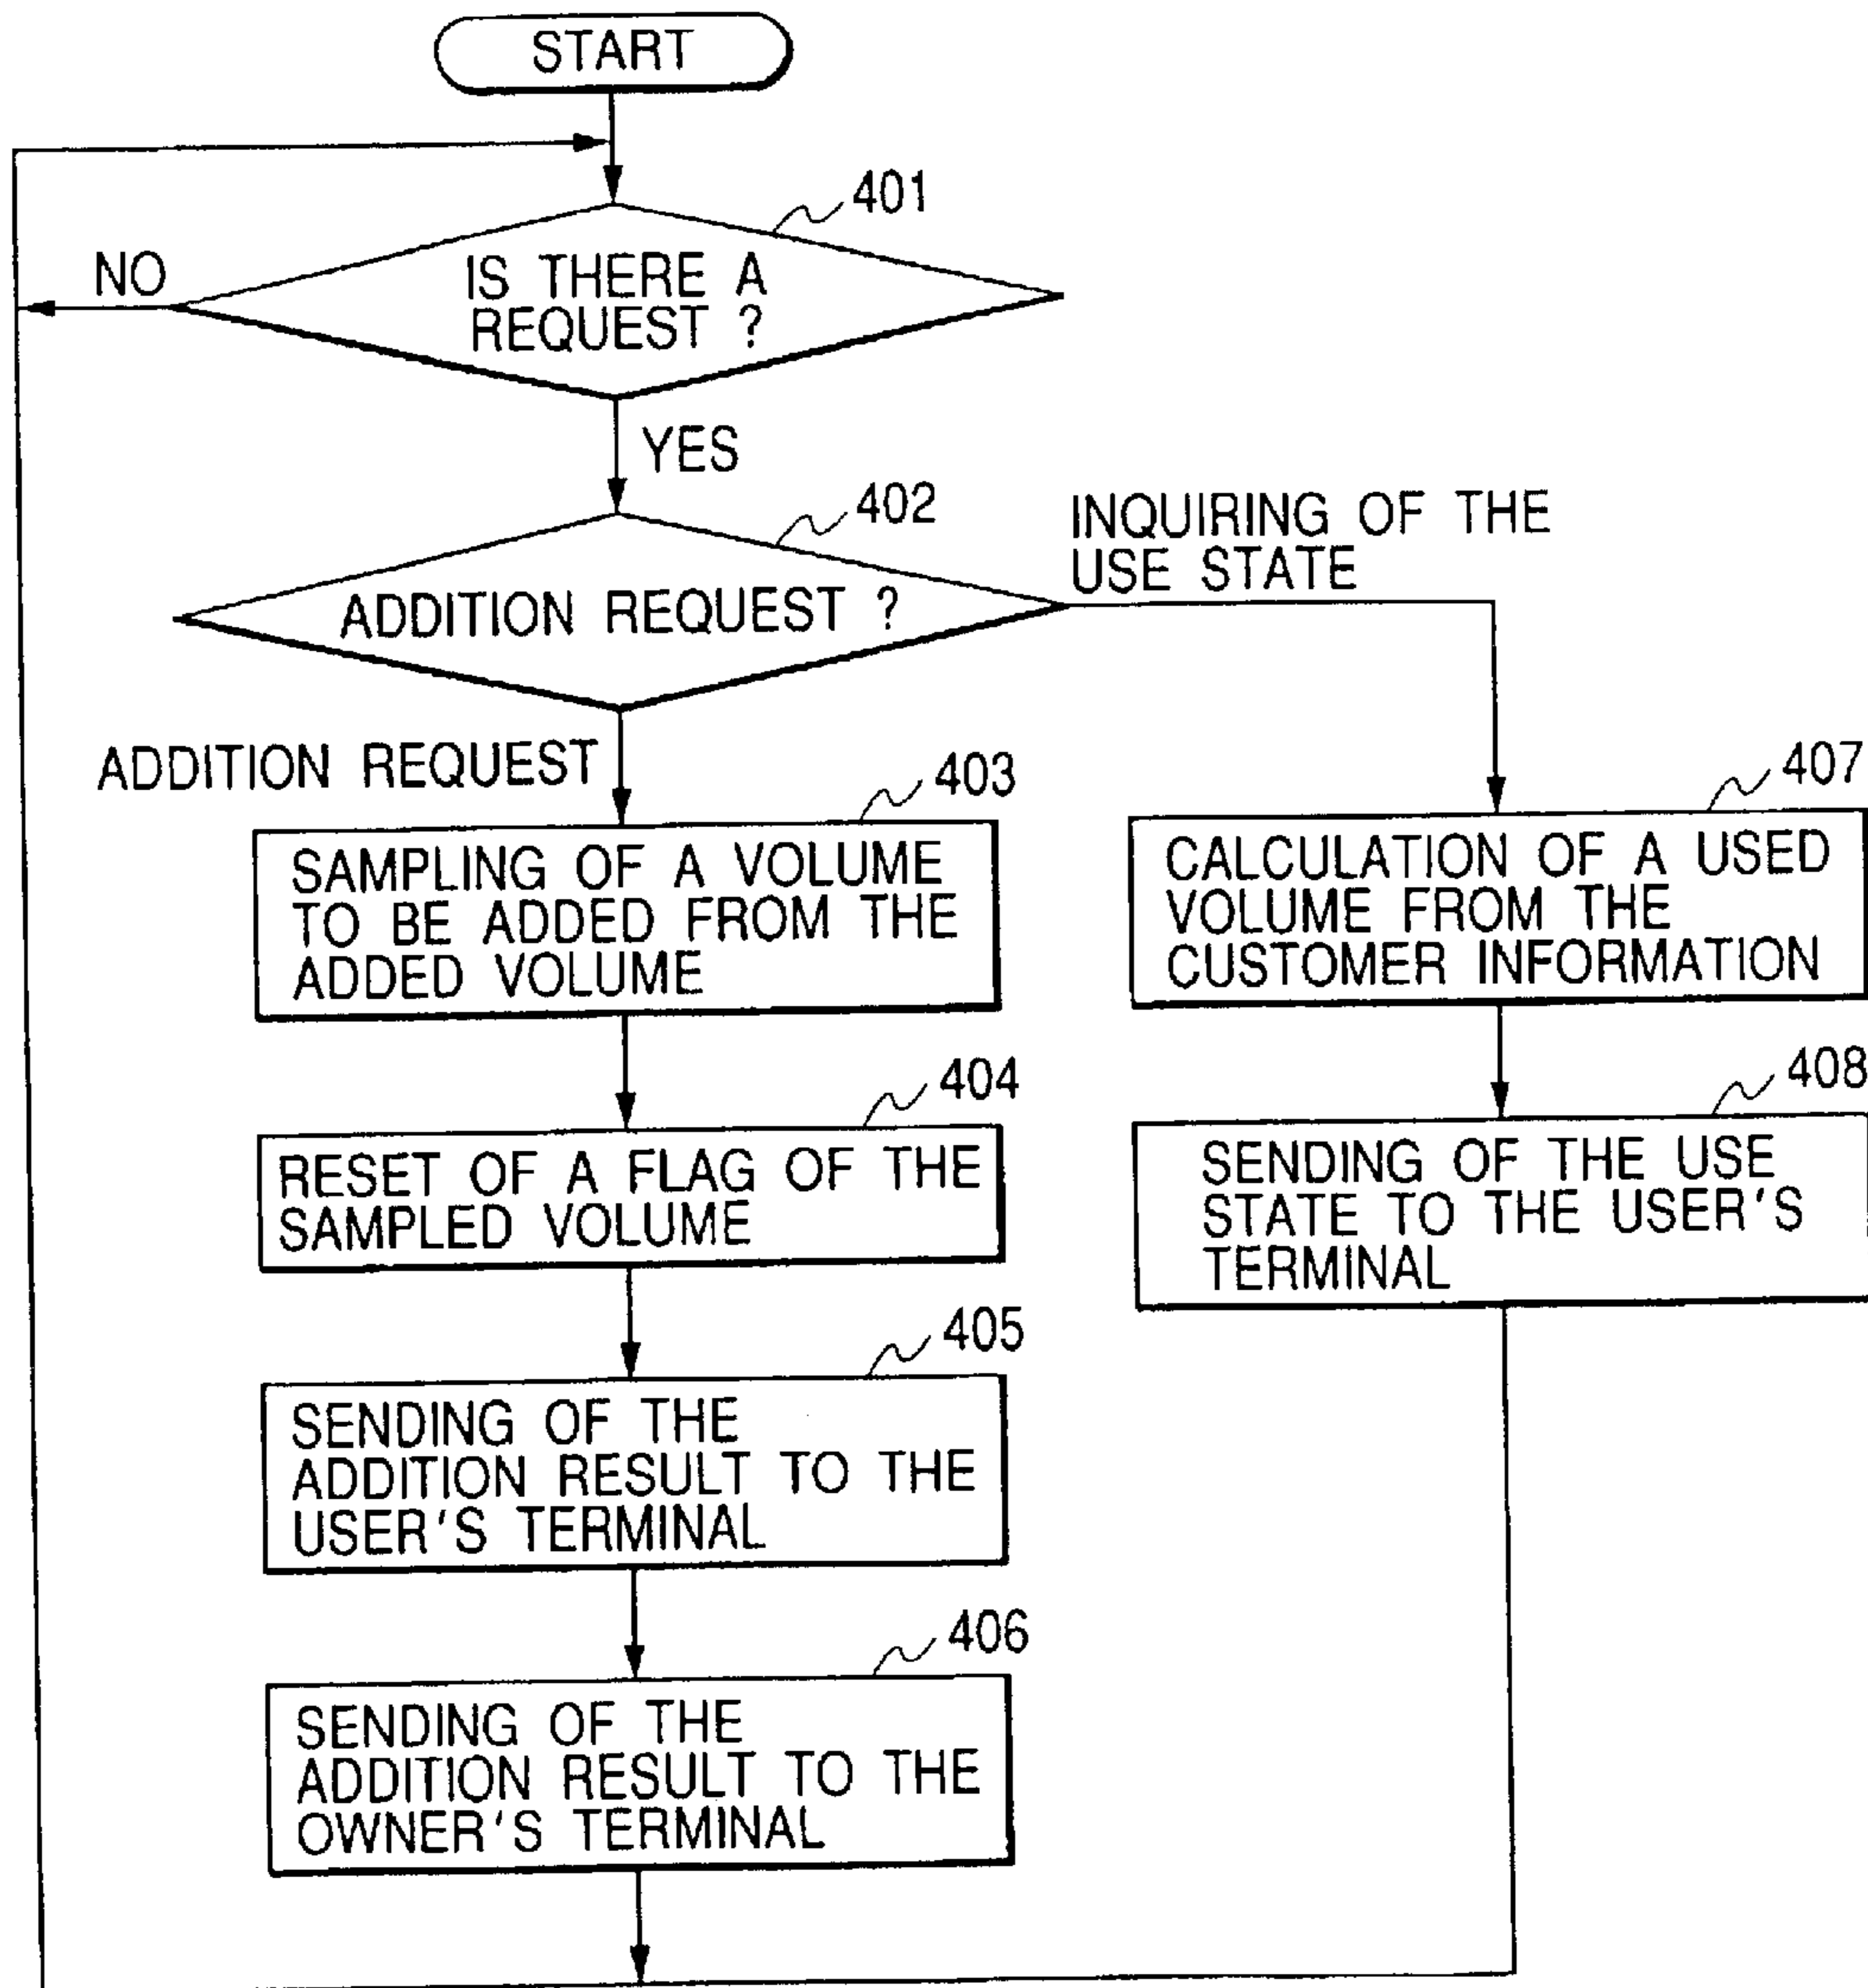 START
401
NO
IS THERE A
REQUEST ?
YES
402
INQUIRING OF THE
USE STATE
ADDITION REQUEST ?
ADDITION REQUEST
403
SAMPLING OF A VOLUME
TO BE ADDED FROM THE
ADDED VOLUME
407
CALCULATION OF A USED
VOLUME FROM THE
CUSTOMER INFORMATION
404
RESET OF A FLAG OF THE
SAMPLED VOLUME
408
SENDING OF THE USE
STATE TO THE USER'S
TERMINAL
405
SENDING OF THE
ADDITION RESULT TO THE
USER'S TERMINAL
406
SENDING OF THE
ADDITION RESULT TO THE
OWNER'S TERMINAL